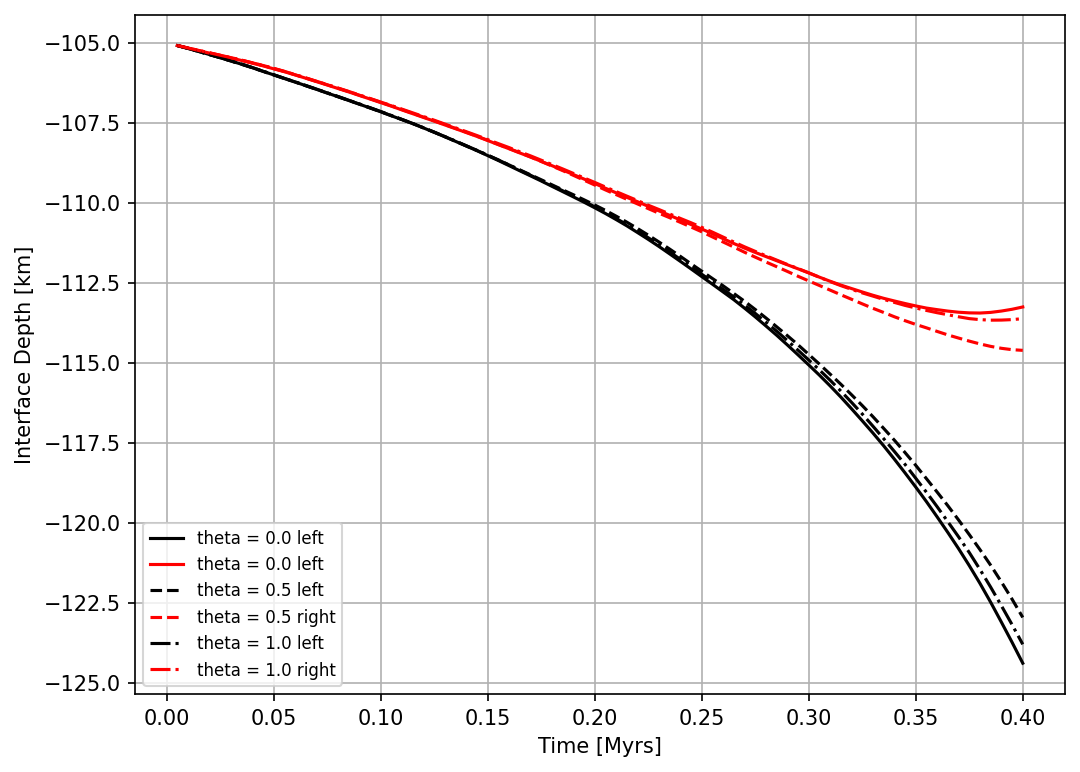 −105.0
−107.5
−110.0
−112.5
−115.0
−117.5
−120.0
−122.5
−125.0
Interface Depth [km]
theta = 0.0 left
theta = 0.0 left
theta = 0.5 left
theta = 0.5 right
theta = 1.0 left
theta = 1.0 right
0.00 0.05 0.10 0.15 0.20 0.25 0.30 0.35 0.40
Time [Myrs]